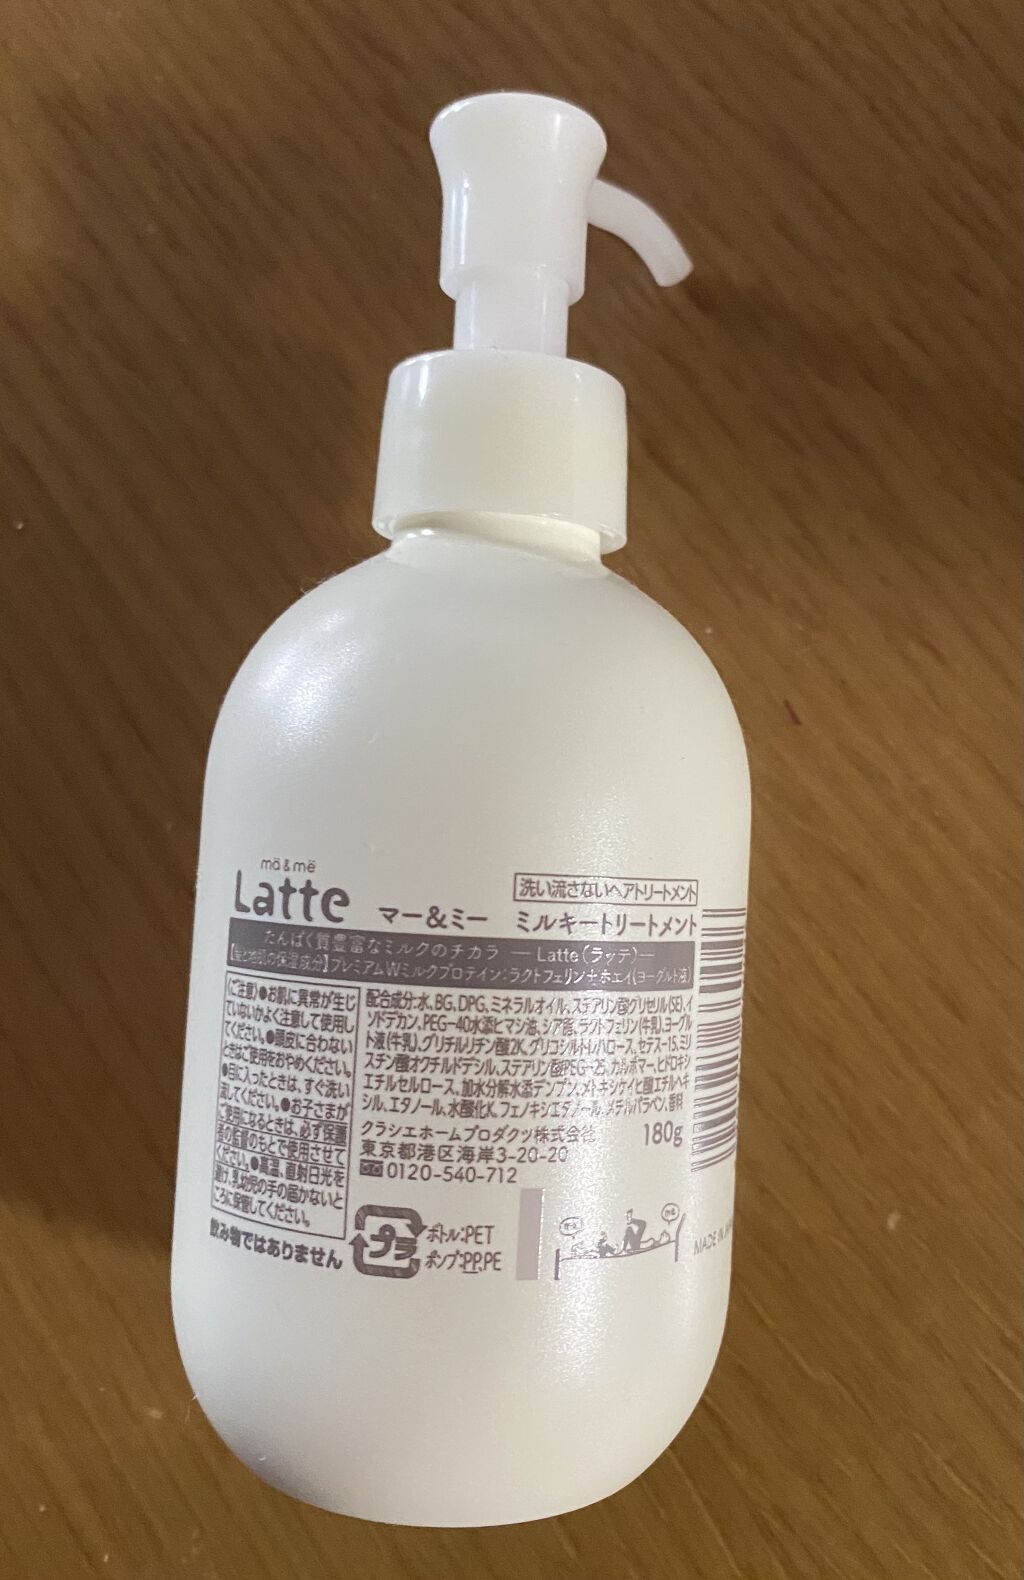 mä & më
Latte マー&ミー ミルキートリートメント
洗い流さないヘアトリートメント
たんぱく質豊富なミルクのチカラ — Latte(ラッテ)—
【髪と地肌の保湿成分】プレミアムWミルクプロテイン:ラクトフェリン+ホエイ(ヨーグルト液)
〈ご注意〉●お肌に異常が生じ
ていないかよく注意して使用し
てください。●頭皮に合わない
ときはご使用をおやめください。
●目に入ったときは、すぐ洗い
流してください。●お子さまが
ご使用になるときは、必ず保護
者の監督のもとで使用させて
ください。●高温、直射日光を
避け、乳幼児の手の届かないと
ころに保管してください。
飲み物ではありません
配合成分:水、BG、DPG、ミネラルオイル、ステアリン酸グリセリル(SE)、イ
ソドデカン、PEG-40水添ヒマシ油、シア脂、ラクトフェリン(牛乳)、ヨーグル
ト液(牛乳)、グリチルリチン酸2K、グリコシルトレハロース、セテス-15、ミリ
スチン酸オクチルドデシル、ステアリン酸PEG-25、カルボマー、ヒドロキシ
エチルセルロース、加水分解水添デンプン、メトキシケイヒ酸エチルヘキ
シル、エタノール、水酸化K、フェノキシエタノール、メチルパラベン、香料
クラシエホームプロダクツ株式会社 180g
東京都港区海岸3-20-20
0120-540-712
プラ
ボトル:PET
ポンプ:PP,PE
MADE IN